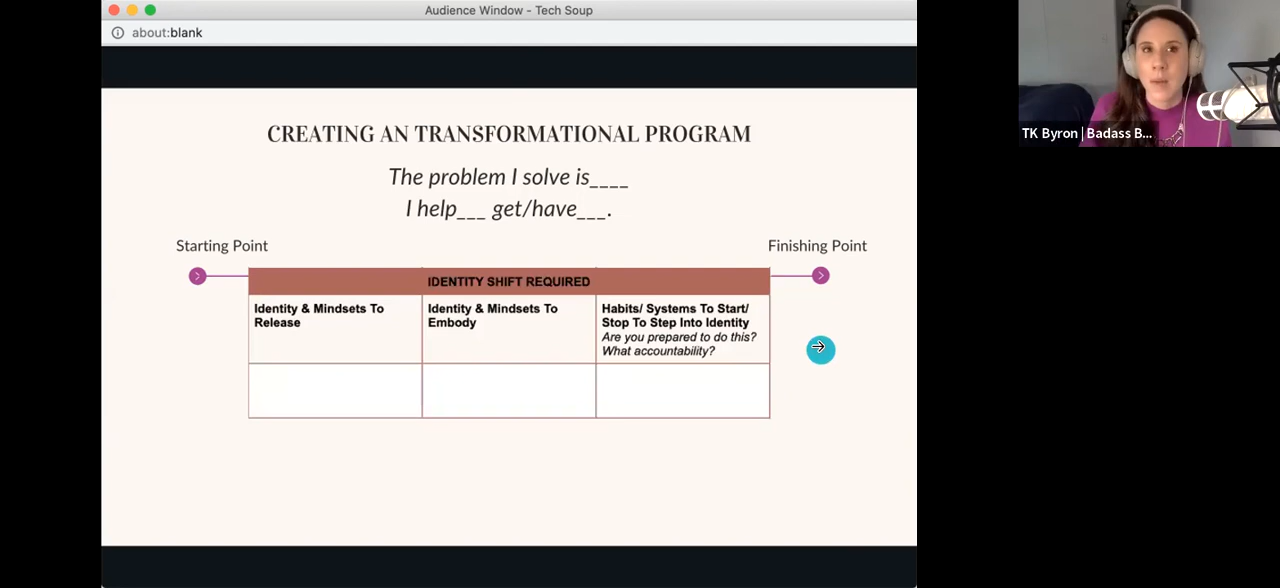 Audience Window - Tech Soup
about:blank
CREATING AN TRANSFORMATIONAL PROGRAM
The problem I solve is____
I help___ get/have___.
Starting Point
Finishing Point
IDENTITY SHIFT REQUIRED
Identity & Mindsets To
Release
Identity & Mindsets To
Embody
Habits/ Systems To Start/
Stop To Step Into Identity
Are you prepared to do this?
What accountability?
TK Byron | Badass B...